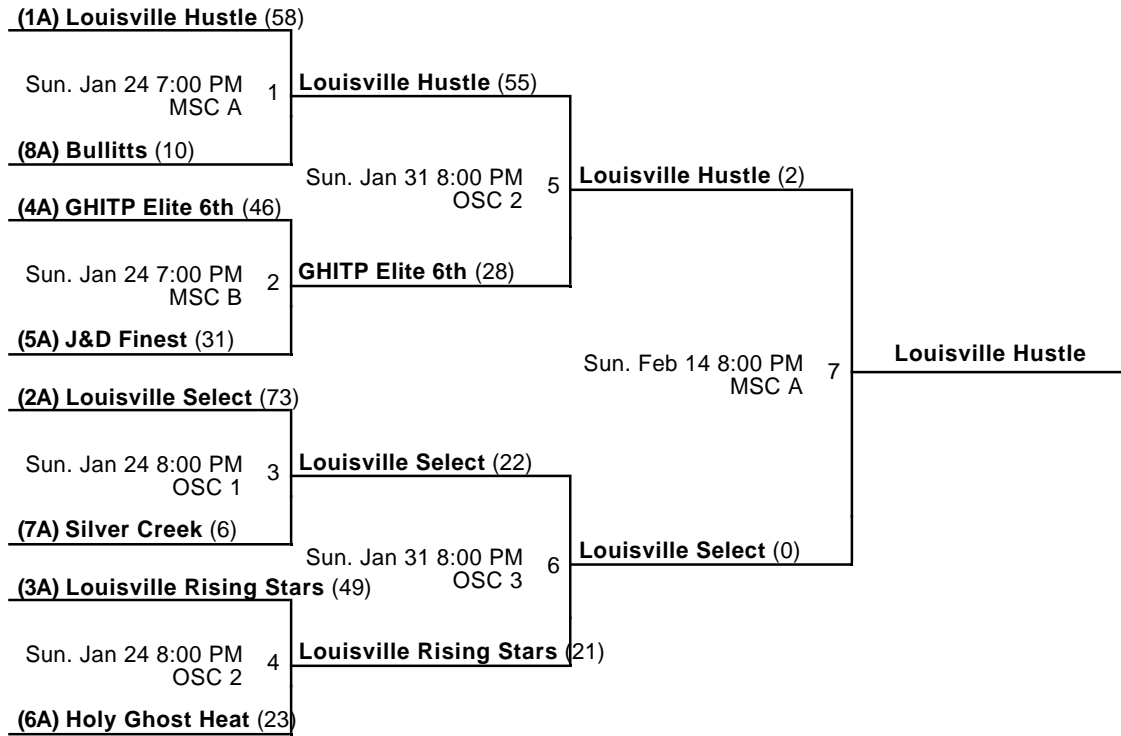 (1A) Louisville Hustle (58)
Sun. Jan 24 7:00 PM
MSC A
1
(8A) Bullitts (10)
(4A) GHITP Elite 6th (46)
Sun. Jan 24 7:00 PM
MSC B
2
(5A) J&D Finest (31)
(2A) Louisville Select (73)
Sun. Jan 24 8:00 PM
OSC 1
3
(7A) Silver Creek (6)
(3A) Louisville Rising Stars (49)
Sun. Jan 24 8:00 PM
OSC 2
4
(6A) Holy Ghost Heat (23)
Louisville Hustle (55)
Sun. Jan 31 8:00 PM
OSC 2
5
GHITP Elite 6th (28)
Louisville Select (22)
Sun. Jan 31 8:00 PM
OSC 3
6
Louisville Rising Stars (21)
Louisville Hustle (2)
Sun. Feb 14 8:00 PM
MSC A
7
Louisville Select (0)
Louisville Hustle